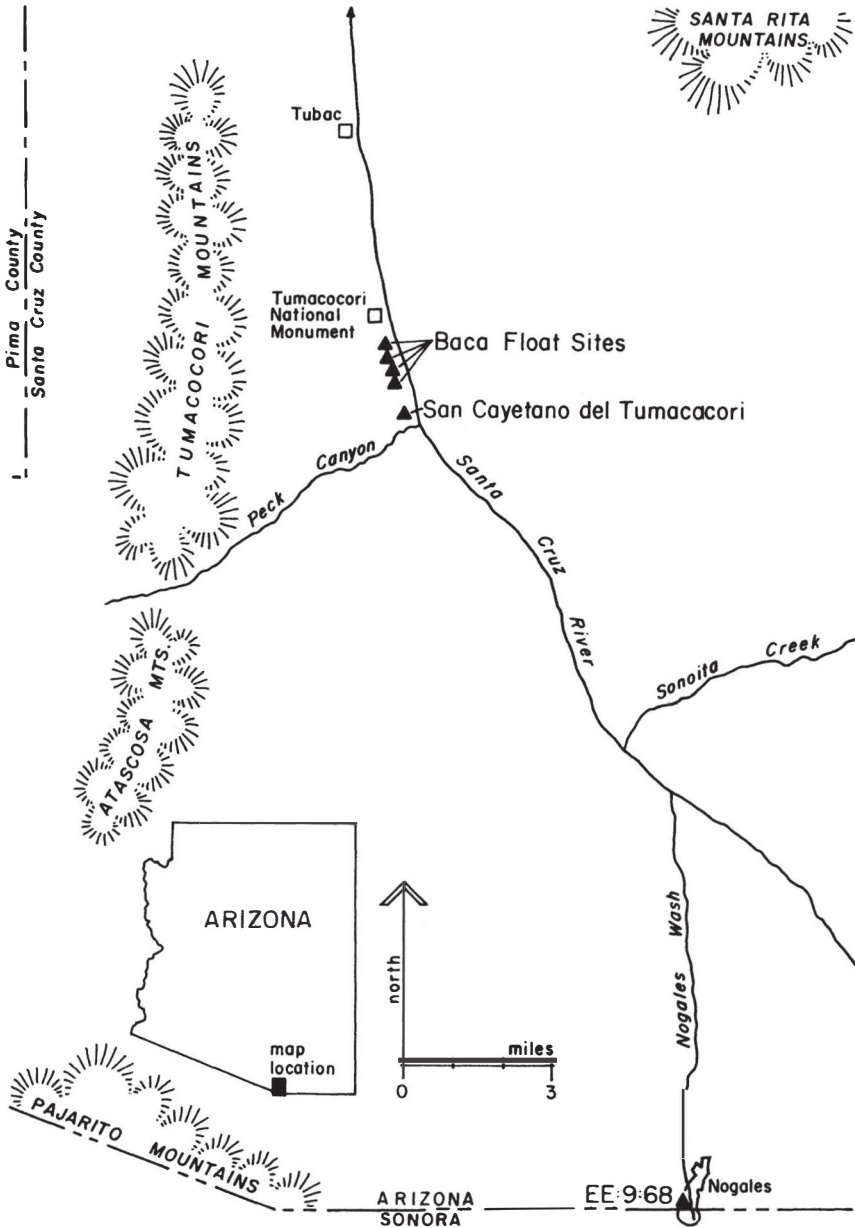 SANTA RITA
MOUNTAINS
Tubac
Pima County
Santa Cruz County
TUMACOCORI MOUNTAINS
Tumacocori
National
Monument
Baca Float Sites
San Cayetano del Tumacacori
Peck Canyon
Santa Cruz River
Sonoita Creek
ATASCOSA MTS.
ARIZONA
north
map
location
miles
0 3
Nogales Wash
PAJARITO MOUNTAINS
EE:9:68
Nogales
ARIZONA
SONORA